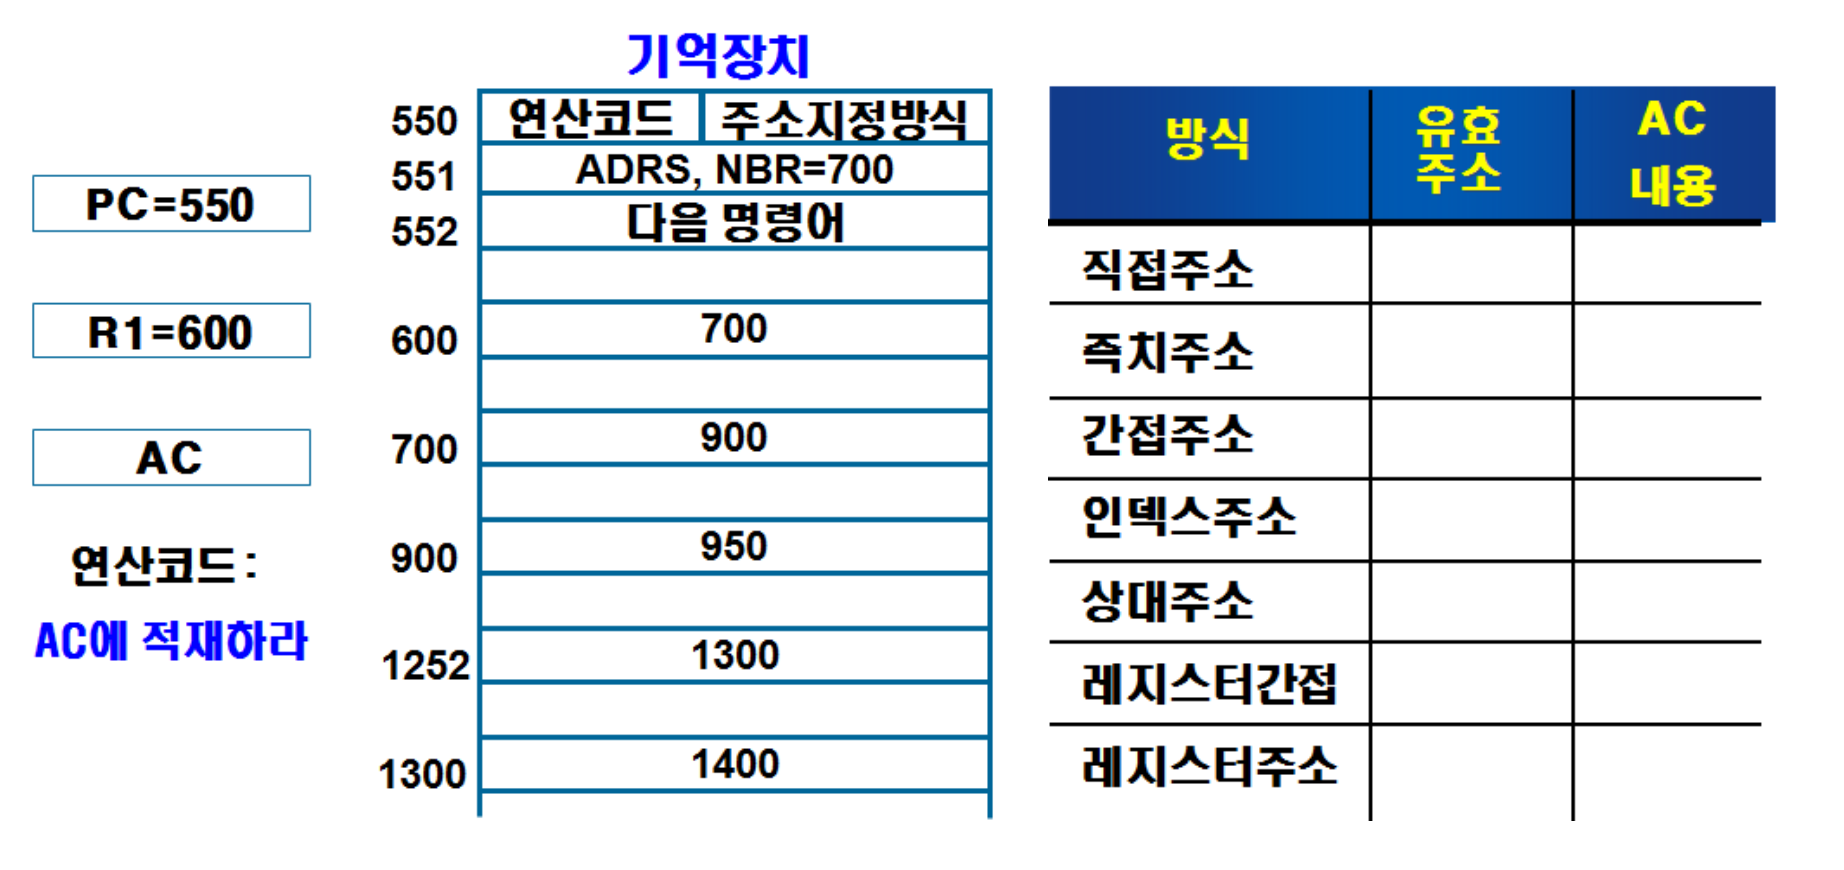 기억장치
PC=550
R1=600
AC
연산코드:
AC에 적재하라
550 연산코드 주소지정방식
551 ADRS, NBR=700
552 다음 명령어
600 700
700 900
900 950
1252 1300
1300 1400
방식 유효 주소 AC 내용
직접주소
즉치주소
간접주소
인덱스주소
상대주소
레지스터간접
레지스터주소